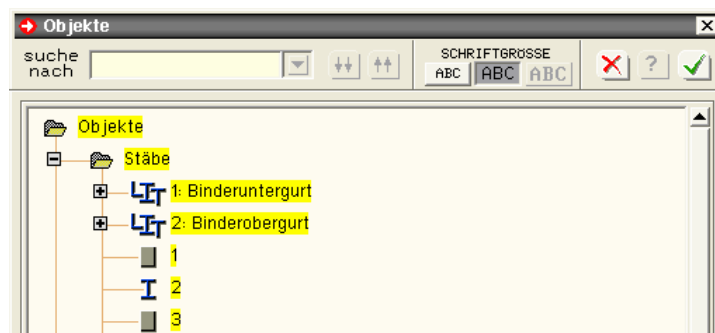 Objekte
suche nach
SCHRIFTGRÖSSE
ABC ABC ABC
?
Objekte
Stäbe
1: Binderuntergurt
2: Binderobergurt
1
2
3